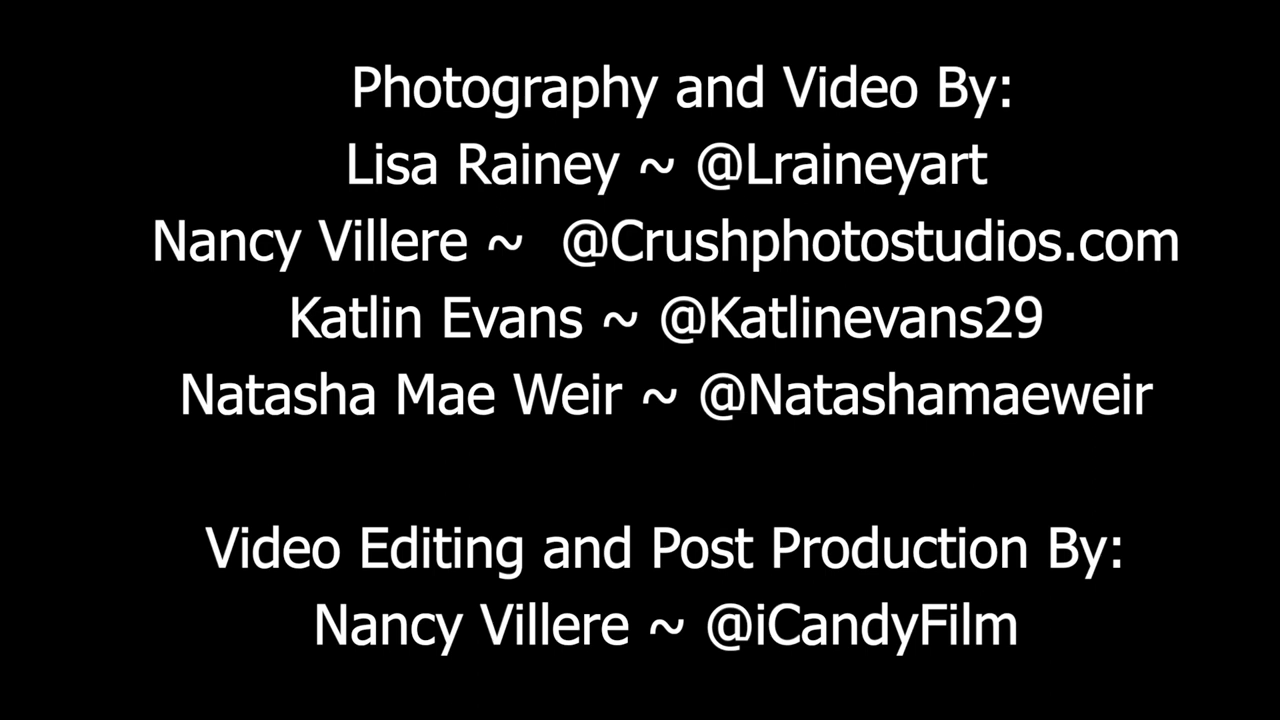 Photography and Video By:
Lisa Rainey ~ @Lraineyart
Nancy Villere ~  @Crushphotostudios.com
Katlin Evans ~ @Katlinevans29
Natasha Mae Weir ~ @Natashamaeweir
Video Editing and Post Production By:
Nancy Villere ~ @iCandyFilm